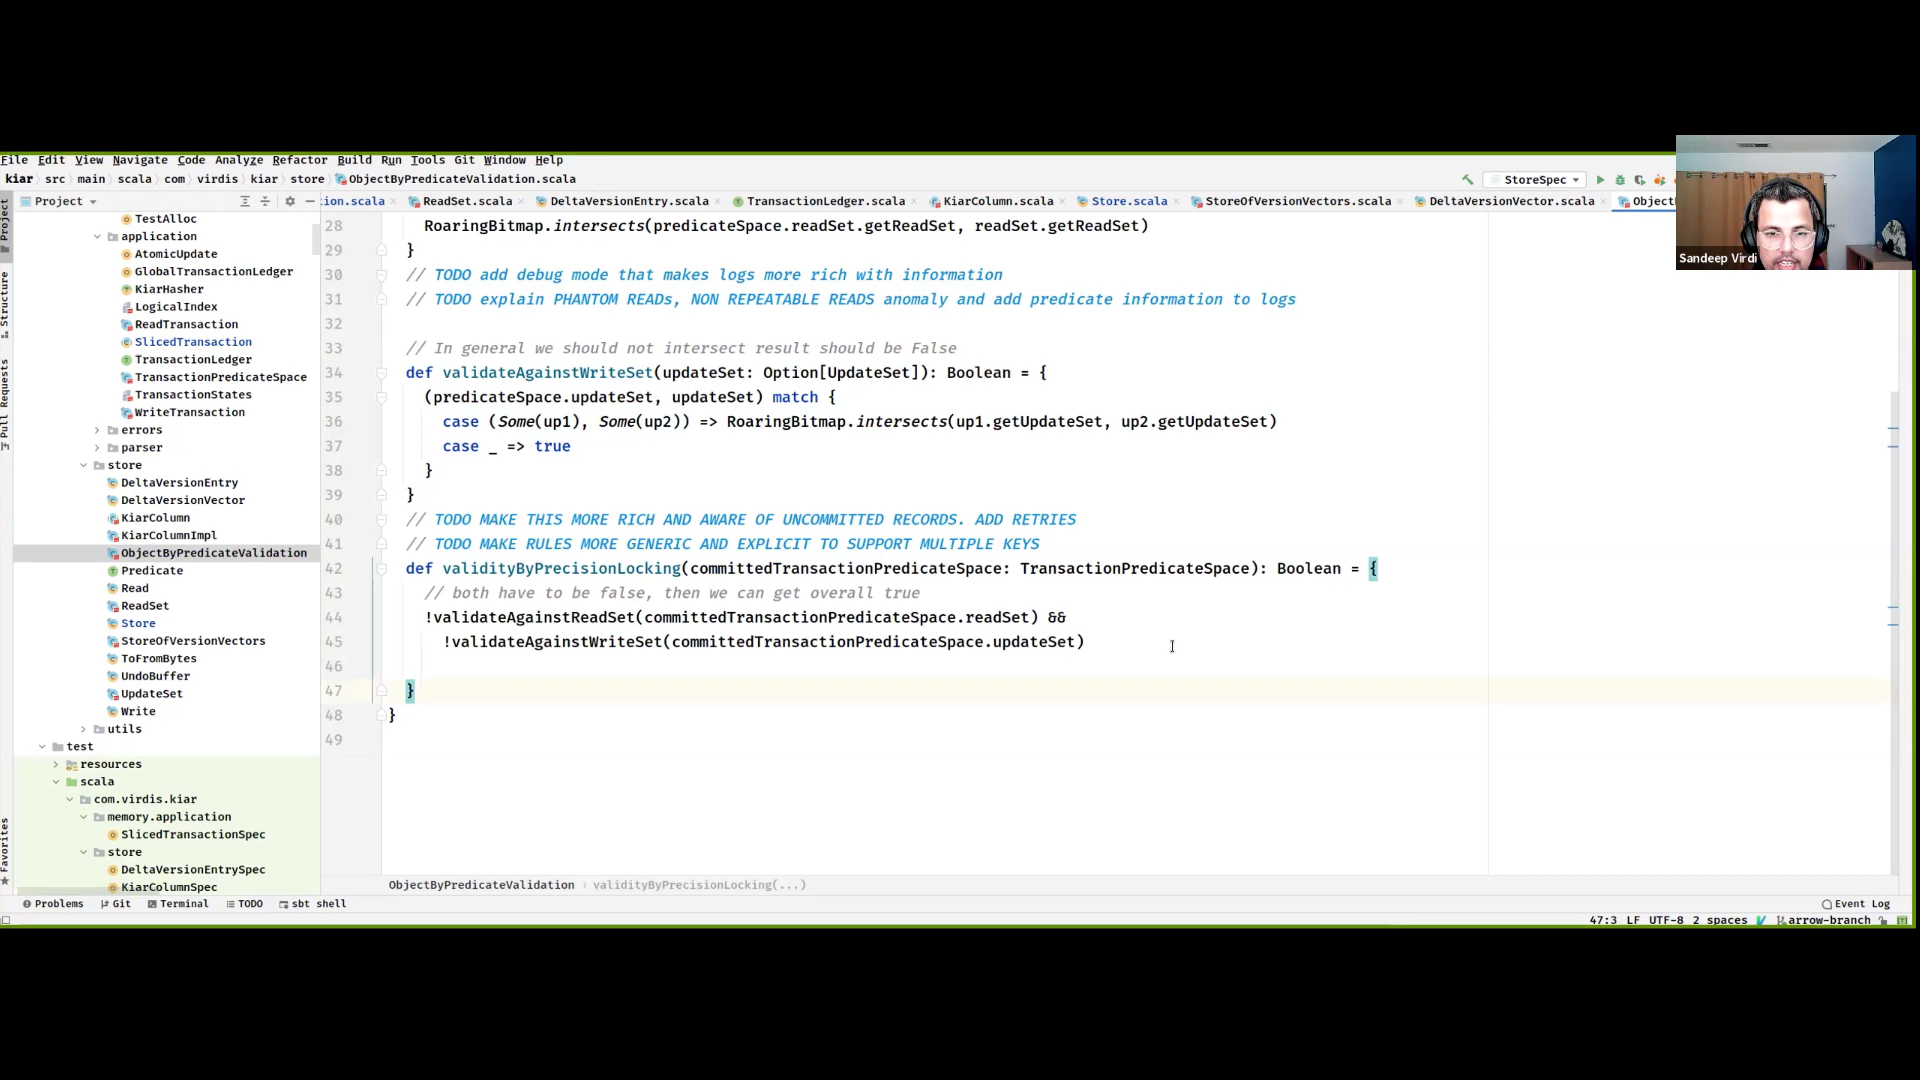 File Edit View Navigate Code Analyze Refactor Build Run Tools Git Window Help
kiar src main scala com virdis kiar store ObjectByPredicateValidation.scala
StoreSpec
Project
ion.scala ReadSet.scala DeltaVersionEntry.scala TransactionLedger.scala KiarColumn.scala Store.scala StoreOfVersionVectors.scala DeltaVersionVector.scala Object
Sandeep Virdi
Project
Structure
Pull Requests
Favorites
TestAlloc
application
AtomicUpdate
GlobalTransactionLedger
KiarHasher
LogicalIndex
ReadTransaction
SlicedTransaction
TransactionLedger
TransactionPredicateSpace
TransactionStates
WriteTransaction
errors
parser
store
DeltaVersionEntry
DeltaVersionVector
KiarColumn
KiarColumnImpl
ObjectByPredicateValidation
Predicate
Read
ReadSet
Store
StoreOfVersionVectors
ToFromBytes
UndoBuffer
UpdateSet
Write
utils
test
resources
scala
com.virdis.kiar
memory.application
SlicedTransactionSpec
store
DeltaVersionEntrySpec
KiarColumnSpec
28 RoaringBitmap.intersects(predicateSpace.readSet.getReadSet, readSet.getReadSet)
29 }
30 // TODO add debug mode that makes logs more rich with information
31 // TODO explain PHANTOM READs, NON REPEATABLE READS anomaly and add predicate information to logs
32
33 // In general we should not intersect result should be False
34 def validateAgainstWriteSet(updateSet: Option[UpdateSet]): Boolean = {
35 (predicateSpace.updateSet, updateSet) match {
36 case (Some(up1), Some(up2)) => RoaringBitmap.intersects(up1.getUpdateSet, up2.getUpdateSet)
37 case _ => true
38 }
39 }
40 // TODO MAKE THIS MORE RICH AND AWARE OF UNCOMMITTED RECORDS. ADD RETRIES
41 // TODO MAKE RULES MORE GENERIC AND EXPLICIT TO SUPPORT MULTIPLE KEYS
42 def validityByPrecisionLocking(committedTransactionPredicateSpace: TransactionPredicateSpace): Boolean = {
43 // both have to be false, then we can get overall true
44 !validateAgainstReadSet(committedTransactionPredicateSpace.readSet) &&
45 !validateAgainstWriteSet(committedTransactionPredicateSpace.updateSet)
46
47 }
48 }
49
ObjectByPredicateValidation validityByPrecisionLocking(...)
Problems Git Terminal TODO sbt shell Event Log
47:3 LF UTF-8 2 spaces arrow-branch